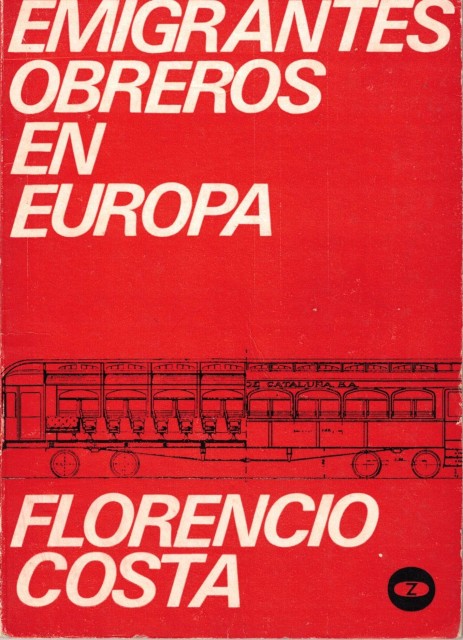 EMIGRANTES
OBREROS
EN
EUROPA
DE CATALUÑA S.A.
FLORENCIO
COSTA
Z